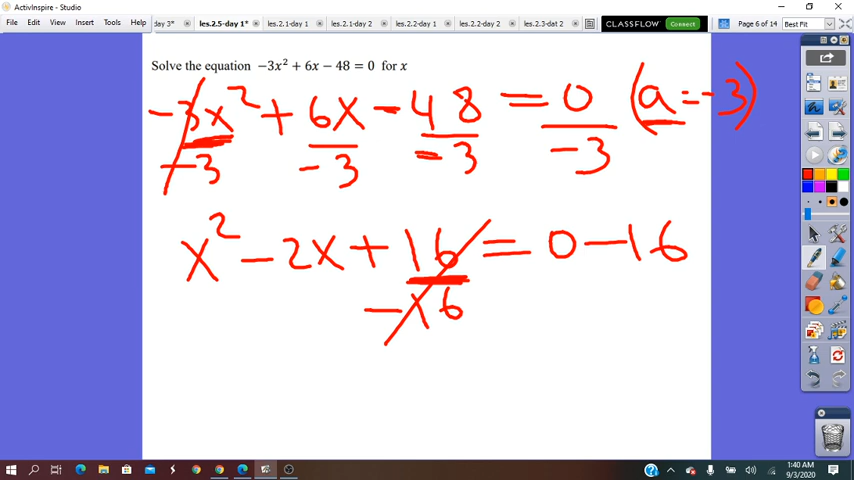 ActivInspire - Studio
File Edit View Insert Tools Help
day 3* les.2.5-day 1* les.2.1-day 1 les.2.1-day 2 les.2.2-day 1 les.2.2-day 2 les.2.3-dat 2 CLASSFLOW Connect Page 6 of 14 Best Pit
Solve the equation −3x² + 6x − 48 = 0 for x
−3x² + 6x − 48 = 0 (a = −3)
−3 −3 −3 −3
x² − 2x + 16 = 0 − 16
−16
1:40 AM
9/3/2020